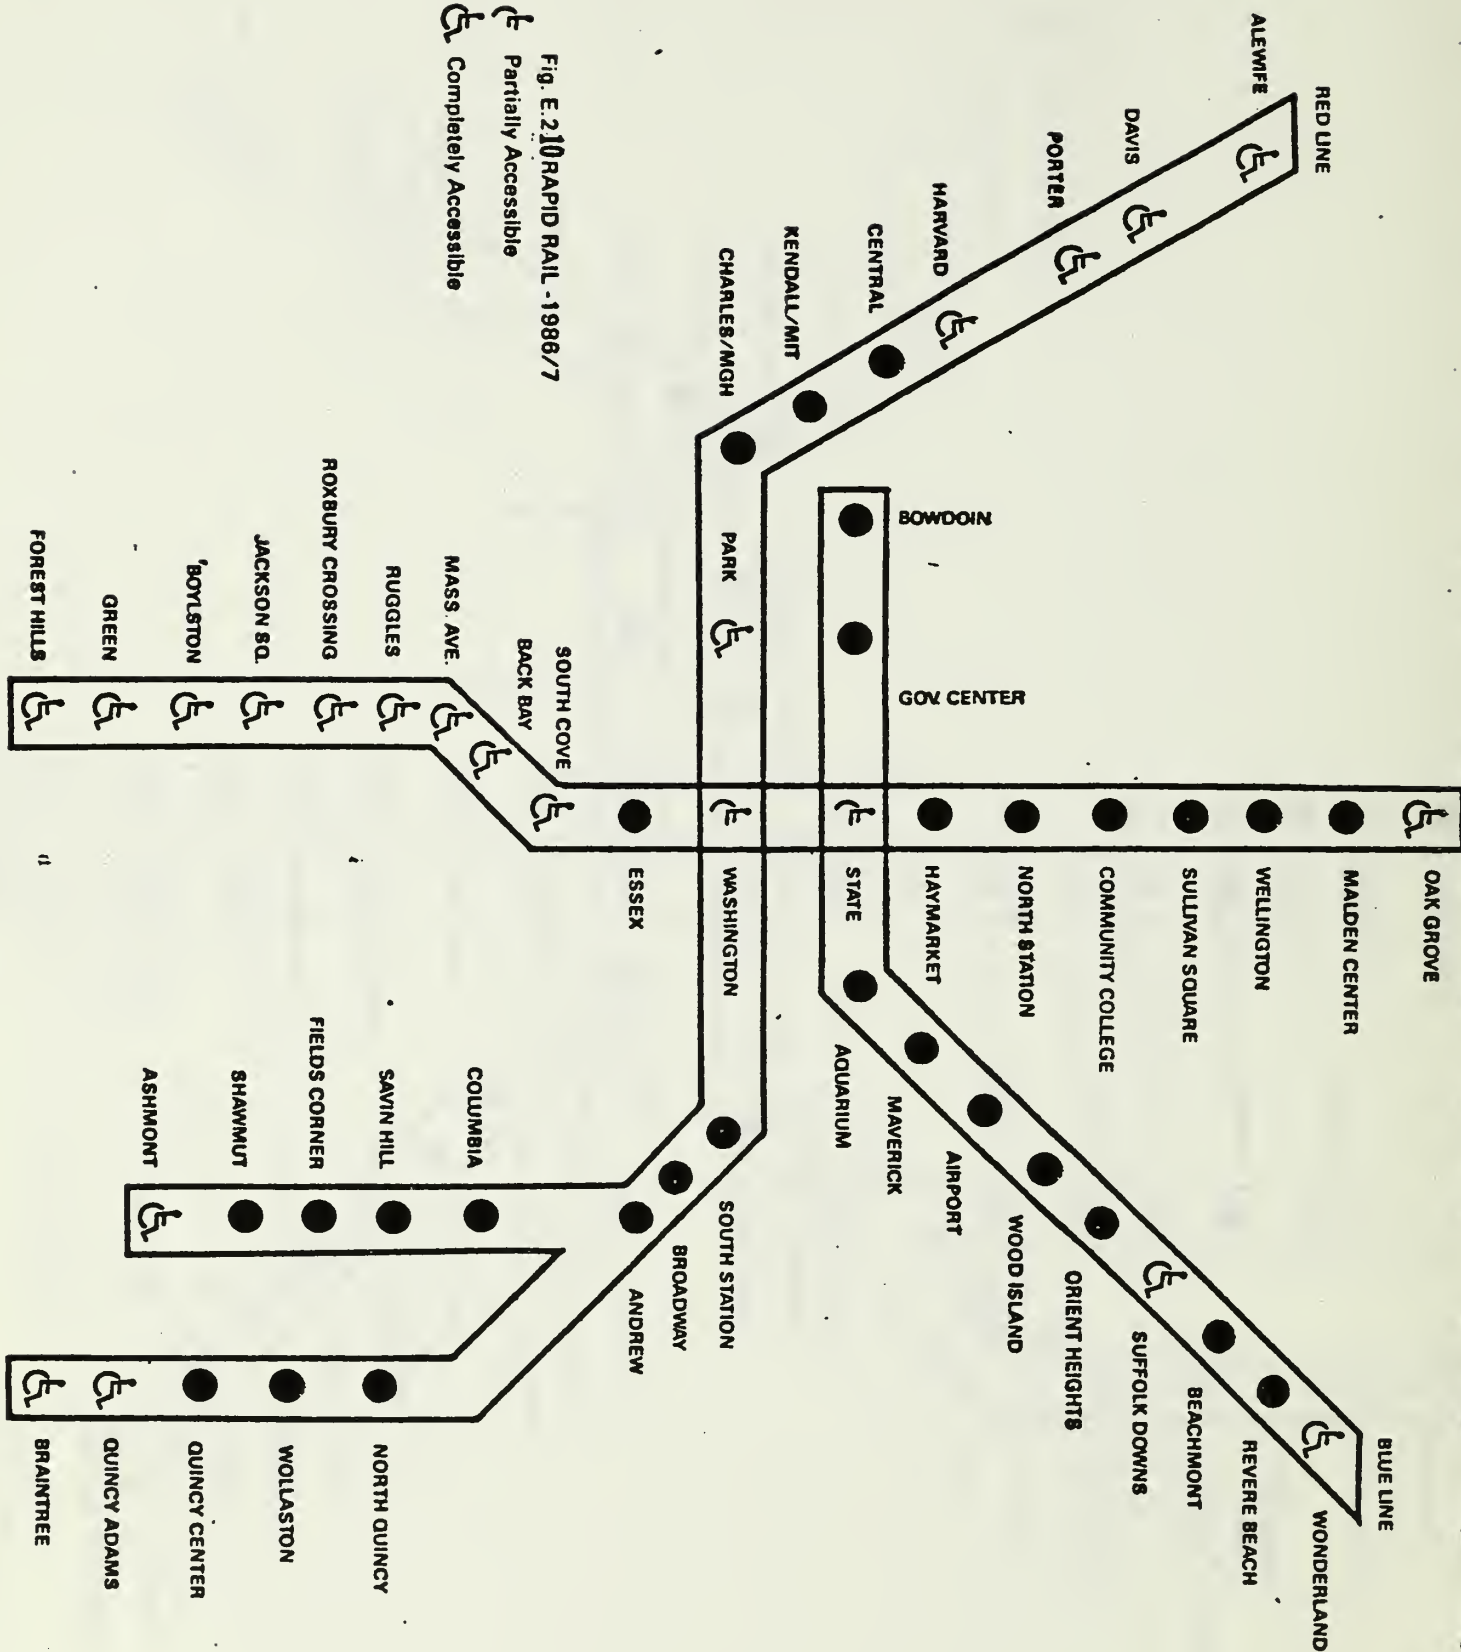 RED LINE
ALEWIFE
DAVIS
PORTER
HARVARD
CENTRAL
KENDALL/MIT
CHARLES/MGH
PARK
WASHINGTON
SOUTH STATION
BROADWAY
ANDREW
COLUMBIA
SAVIN HILL
FIELDS CORNER
SHAWMUT
ASHMONT
NORTH QUINCY
WOLLASTON
QUINCY CENTER
QUINCY ADAMS
BRAINTREE
BLUE LINE
WONDERLAND
REVERE BEACH
BEACHMONT
SUFFOLK DOWNS
ORIENT HEIGHTS
WOOD ISLAND
AIRPORT
MAVERICK
AQUARIUM
STATE
GOV. CENTER
BOWDOIN
OAK GROVE
MALDEN CENTER
WELLINGTON
SULLIVAN SQUARE
COMMUNITY COLLEGE
NORTH STATION
HAYMARKET
ESSEX
SOUTH COVE
BACK BAY
MASS. AVE.
RUGGLES
ROXBURY CROSSING
JACKSON SQ.
'BOYLSTON
GREEN
FOREST HILLS
Fig. E.2.10 RAPID RAIL - 1986/7
Partially Accessible
Completely Accessible